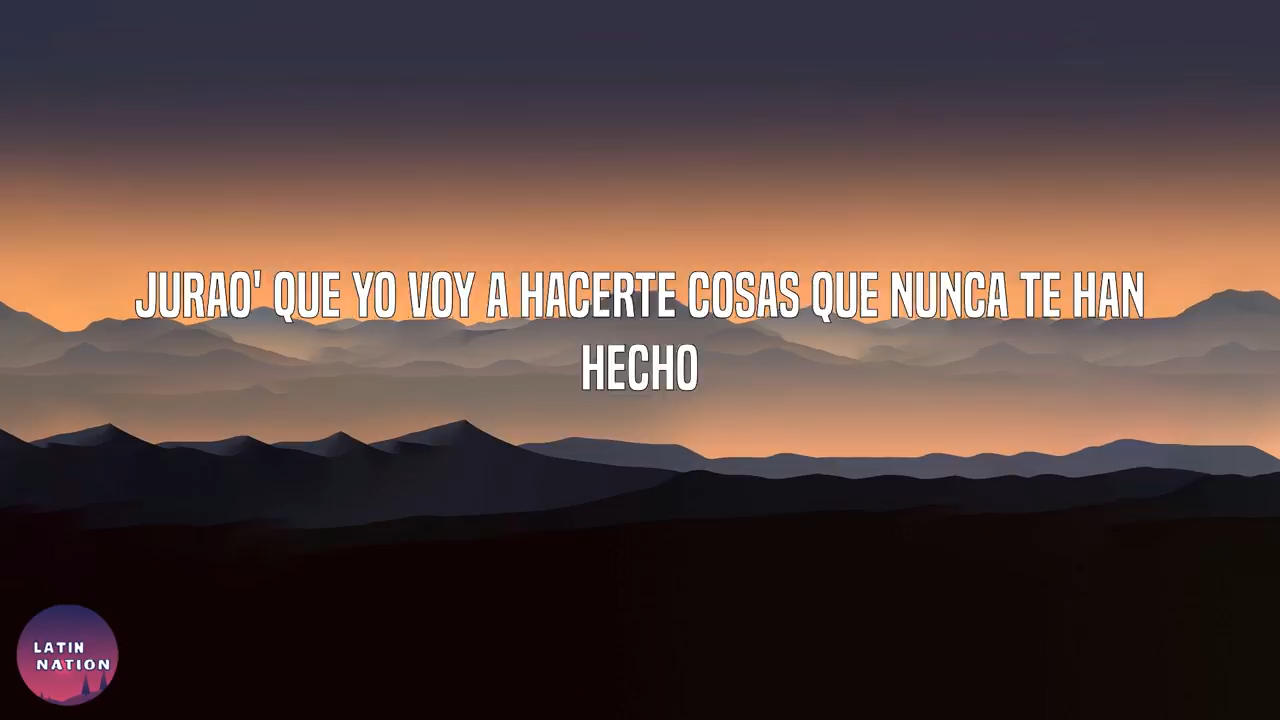 JURAO' QUE YO VOY A HACERTE COSAS QUE NUNCA TE HAN
HECHO
LATIN
NATION